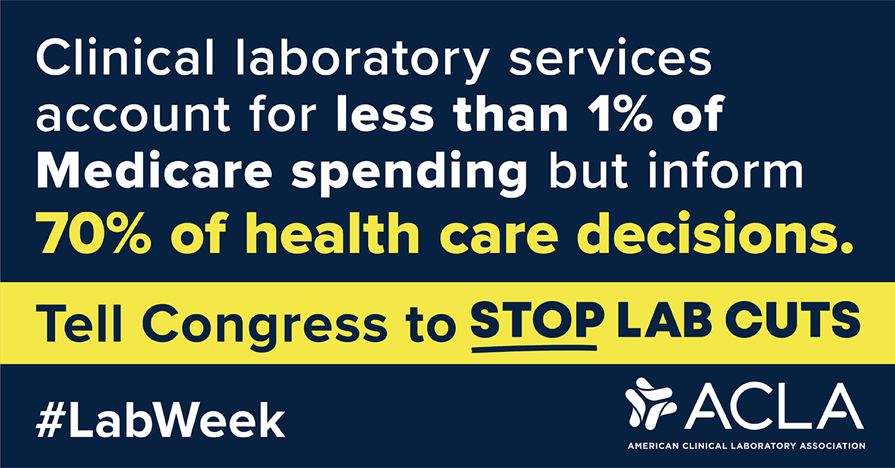 Clinical laboratory services
account for less than 1% of
Medicare spending but inform
70% of health care decisions.
Tell Congress to STOP LAB CUTS
#LabWeek
ACLA
AMERICAN CLINICAL LABORATORY ASSOCIATION